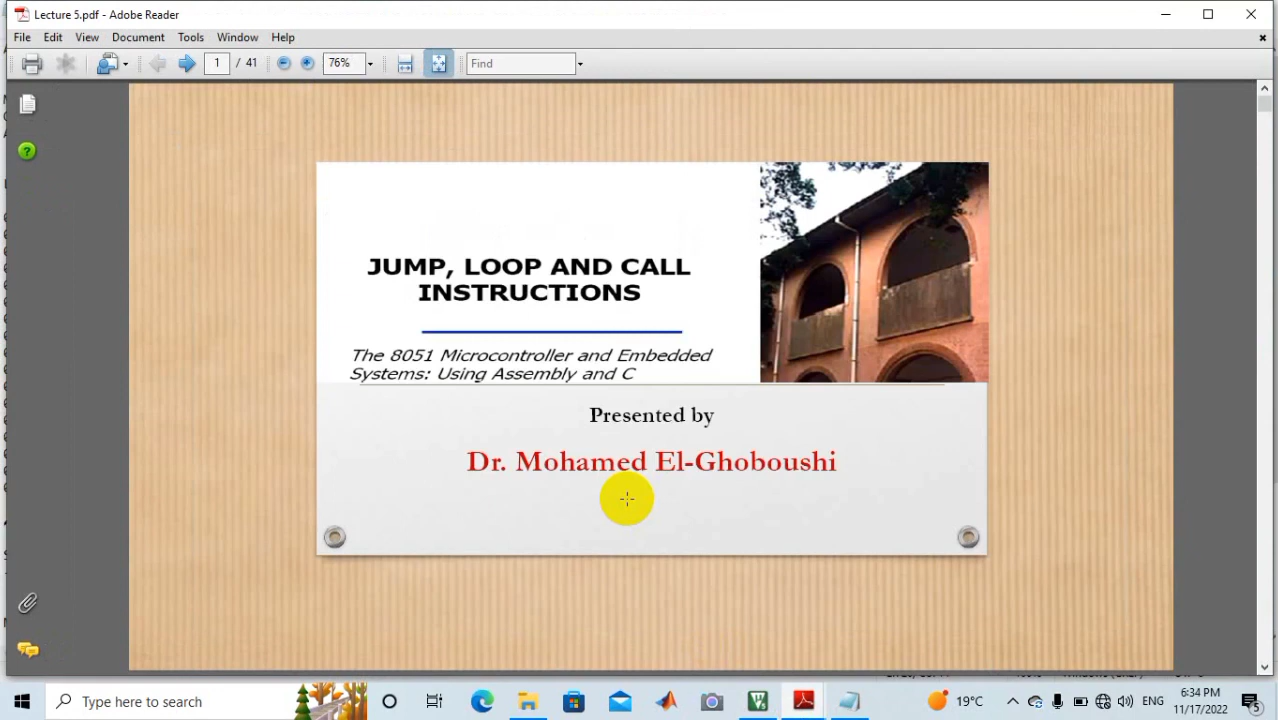 Lecture 5.pdf - Adobe Reader
File Edit View Document Tools Window Help
1 / 41 76% Find
JUMP, LOOP AND CALL
INSTRUCTIONS
The 8051 Microcontroller and Embedded
Systems: Using Assembly and C
Presented by
Dr. Mohamed El-Ghoboushi
Type here to search
19°C
ENG
6:34 PM
11/17/2022
5